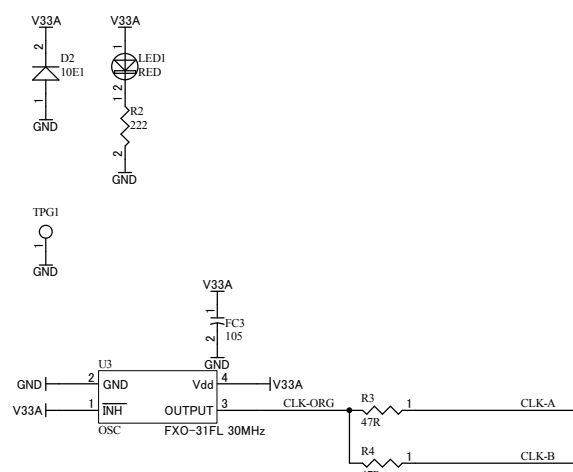 V33A
2
D2
10E1
1
GND
V33A
1
LED1
RED
2
1
R2
222
2
GND
TPG1
1
GND
V33A
1
FC3
105
2
GND
U3
GND 2 GND Vdd 4 V33A
V33A 1 INH OUTPUT 3 CLK-ORG
OSC FXO-31FL 30MHz
R3 1 CLK-A
47R
R4 1 CLK-B